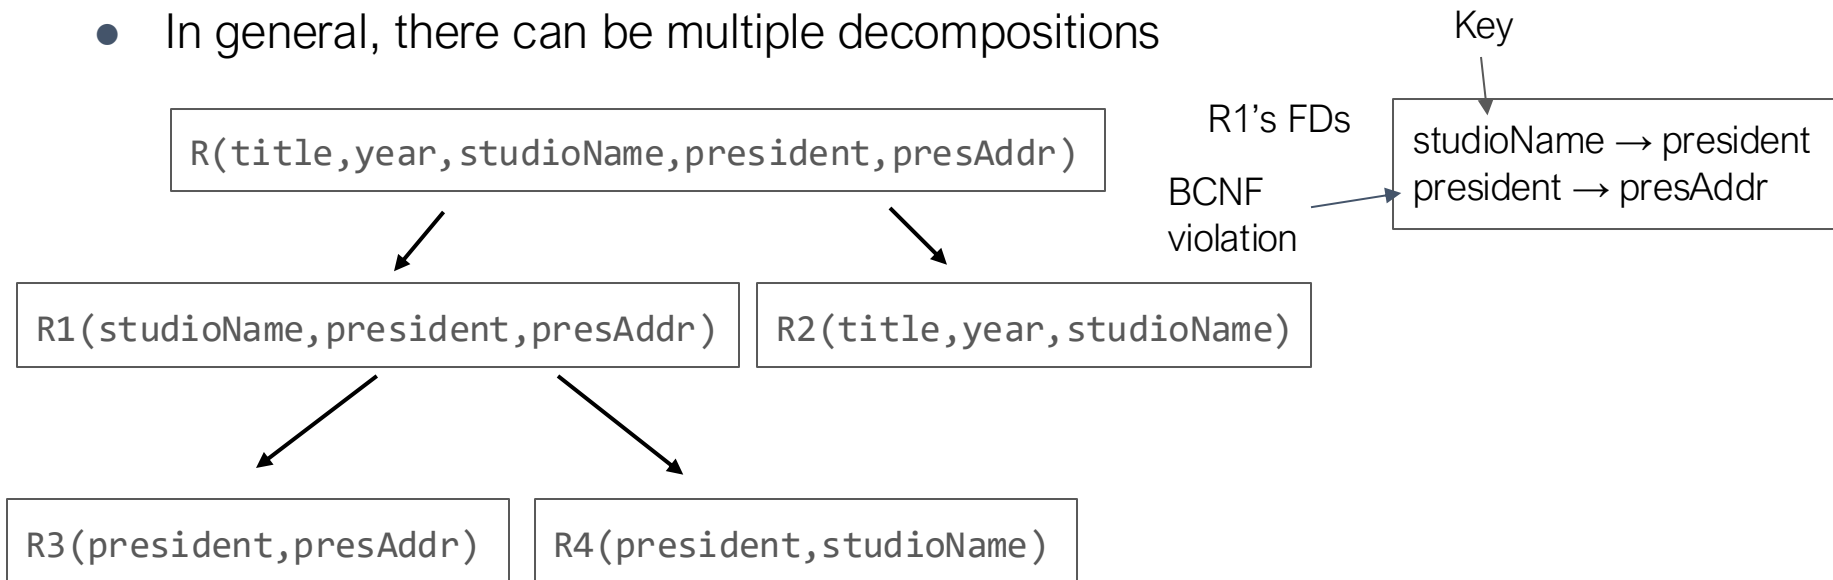 ● In general, there can be multiple decompositions
Key
R(title,year,studioName,president,presAddr)
R1’s FDs
studioName → president
president → presAddr
BCNF
violation
R1(studioName,president,presAddr)
R2(title,year,studioName)
R3(president,presAddr)
R4(president,studioName)